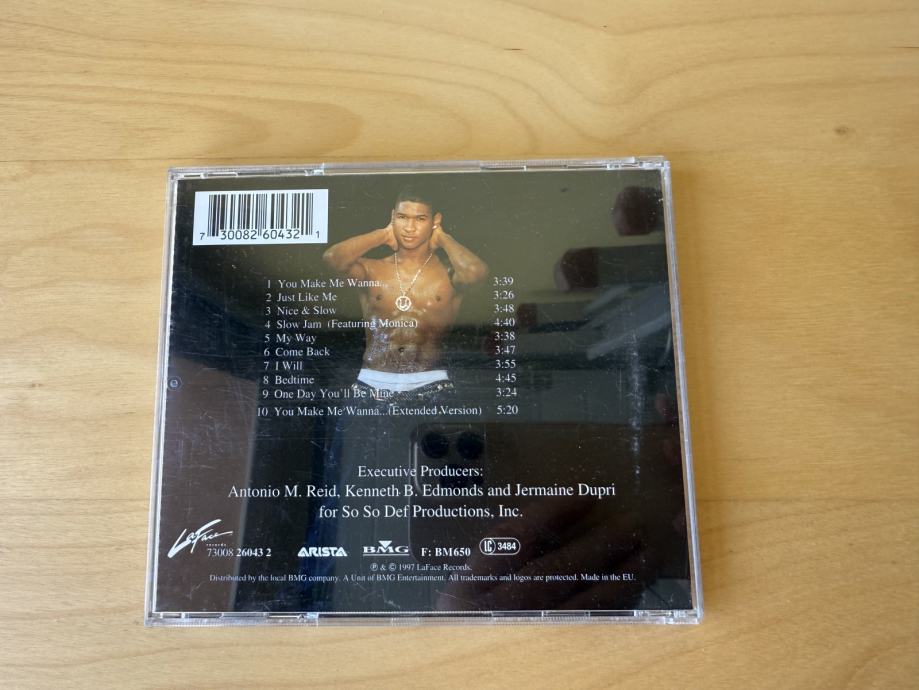 7 30082 60432 1
1 You Make Me Wanna... 3:39
2 Just Like Me 3:26
3 Nice & Slow 3:48
4 Slow Jam (Featuring Monica) 4:40
5 My Way 3:38
6 Come Back 3:47
7 I Will 3:55
8 Bedtime 4:45
9 One Day You'll Be Mine 3:24
10 You Make Me Wanna...(Extended Version) 5:20
Executive Producers:
Antonio M. Reid, Kenneth B. Edmonds and Jermaine Dupri
for So So Def Productions, Inc.
LaFace
records
73008 26043 2
ARISTA
BMG
F: BM650
LC 3484
℗ & © 1997 LaFace Records.
Distributed by the local BMG company. A Unit of BMG Entertainment. All trademarks and logos are protected. Made in the EU.